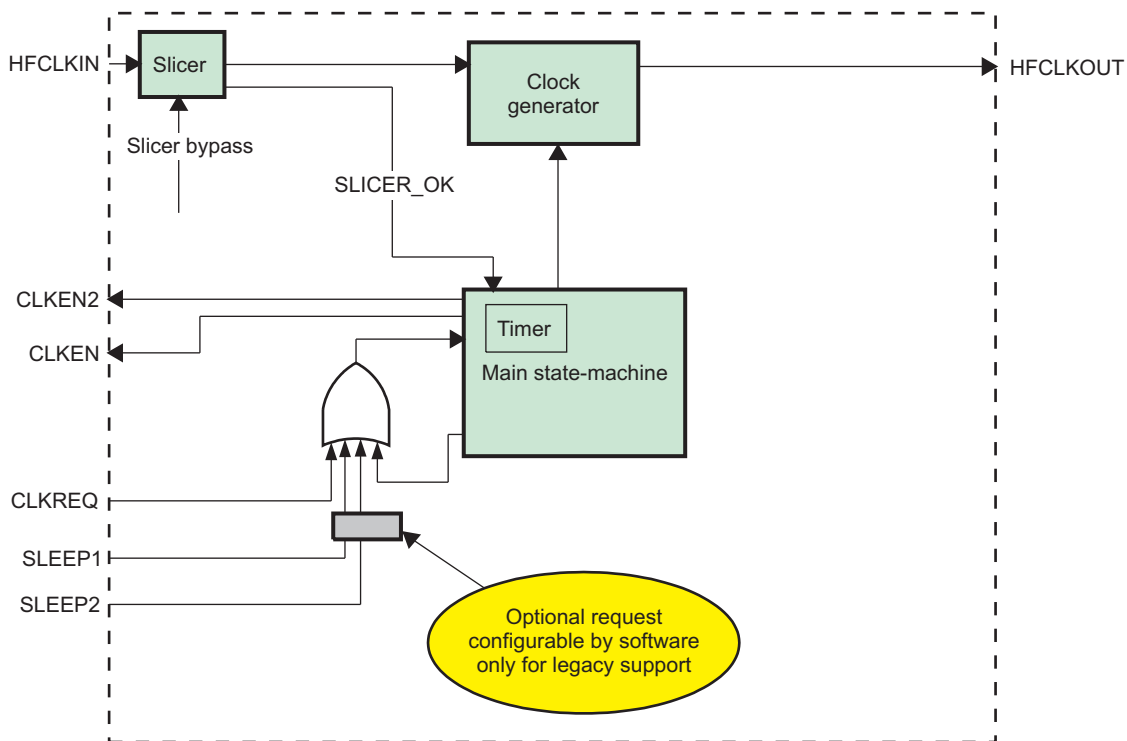 HFCLKIN
Slicer
Clock
generator
HFCLKOUT
Slicer bypass
SLICER_OK
CLKEN2
CLKEN
Timer
Main state-machine
CLKREQ
SLEEP1
SLEEP2
Optional request
configurable by software
only for legacy support